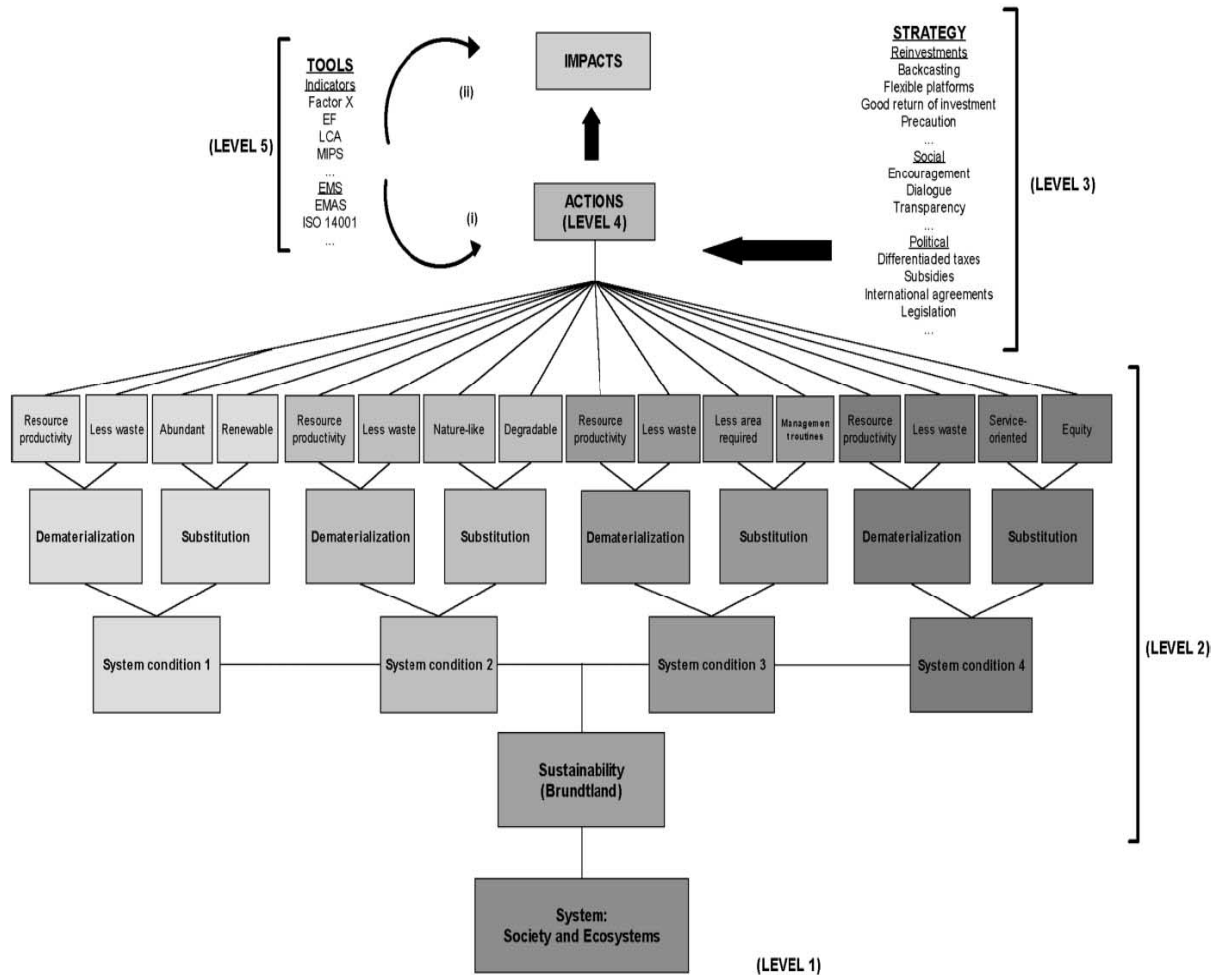 TOOLS
Indicators
Factor X
EF
LCA
MIPS
...
EMS
EMAS
ISO 14001
...
(LEVEL 5)
(ii)
(i)
IMPACTS
ACTIONS
(LEVEL 4)
STRATEGY
Reinvestments
Backcasting
Flexible platforms
Good return of investment
Precaution
...
Social
Encouragement
Dialogue
Transparency
...
Political
Differentiaded taxes
Subsidies
International agreements
Legislation
...
(LEVEL 3)
Resource
productivity
Less waste
Abundant
Renewable
Resource
productivity
Less waste
Nature-like
Degradable
Resource
productivity
Less waste
Less area
required
Managemen
t routines
Resource
productivity
Less waste
Service-
oriented
Equity
Dematerialization
Substitution
Dematerialization
Substitution
Dematerialization
Substitution
Dematerialization
Substitution
System condition 1
System condition 2
System condition 3
System condition 4
(LEVEL 2)
Sustainability
(Brundtland)
System:
Society and Ecosystems
(LEVEL 1)